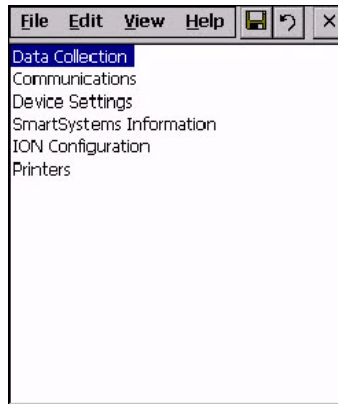 File Edit View Help
Data Collection
Communications
Device Settings
SmartSystems Information
ION Configuration
Printers